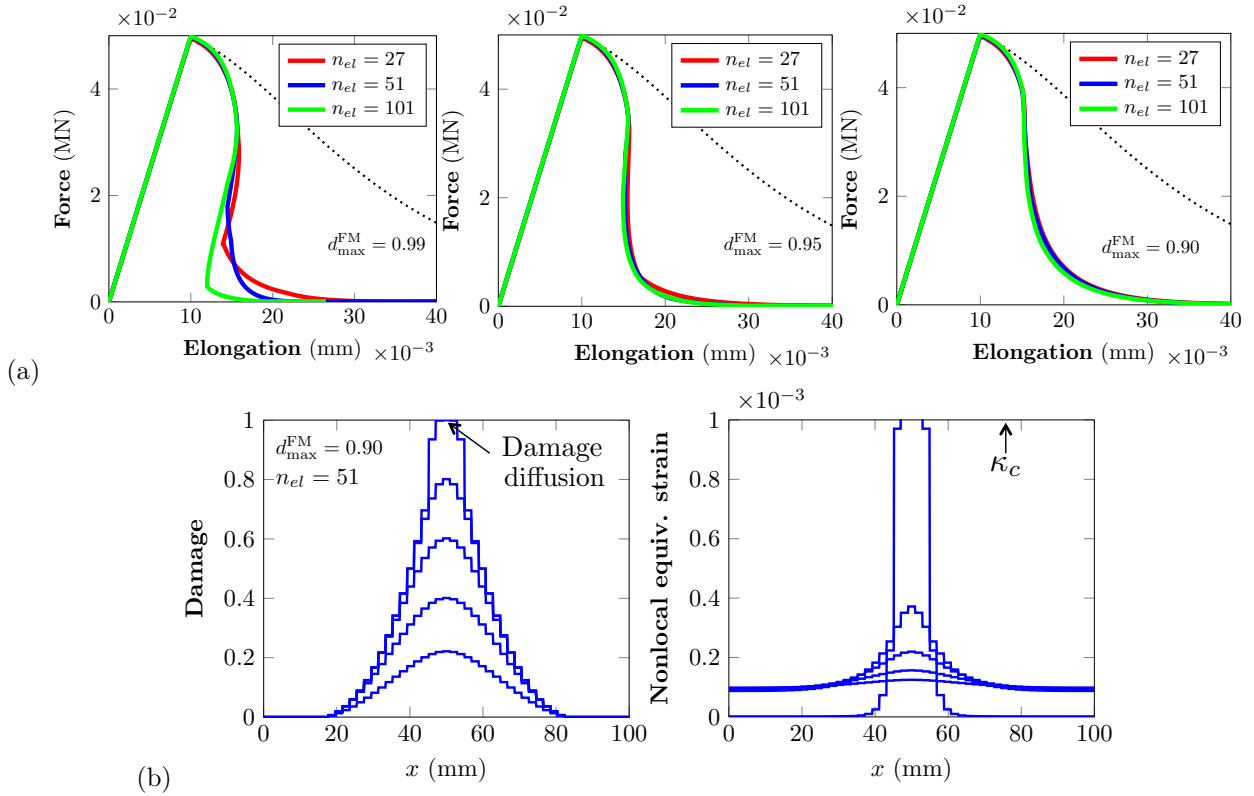 ×10⁻²
Force (MN)
4
2
0
0 10 20 30 40
n_el = 27
n_el = 51
n_el = 101
d_max^FM = 0.99
Elongation (mm) ×10⁻³
×10⁻²
Force (MN)
4
2
0
0 10 20 30 40
n_el = 27
n_el = 51
n_el = 101
d_max^FM = 0.95
Elongation (mm) ×10⁻³
×10⁻²
Force (MN)
4
2
0
0 10 20 30 40
n_el = 27
n_el = 51
n_el = 101
d_max^FM = 0.90
Elongation (mm) ×10⁻³
(a)
Damage
1
0.8
0.6
0.4
0.2
0
0 20 40 60 80 100
d_max^FM = 0.90
n_el = 51
Damage
diffusion
x (mm)
×10⁻³
Nonlocal equiv. strain
1
0.8
0.6
0.4
0.2
0
0 20 40 60 80 100
κ_c
x (mm)
(b)